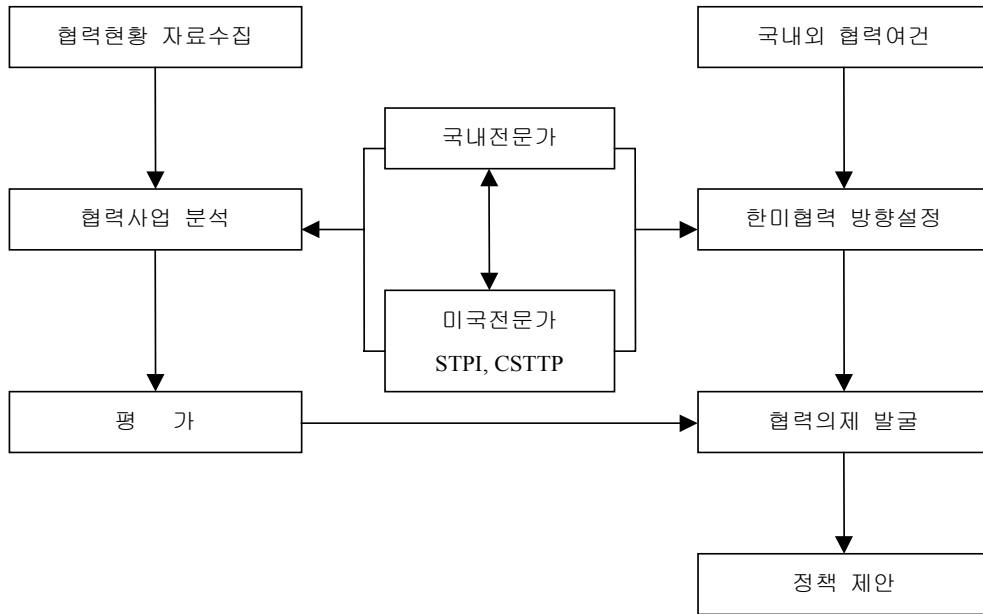 협력현황 자료수집
국내외 협력여건
국내전문가
협력사업 분석
한미협력 방향설정
미국전문가
STPI, CSTTP
평 가
협력의제 발굴
정책 제안